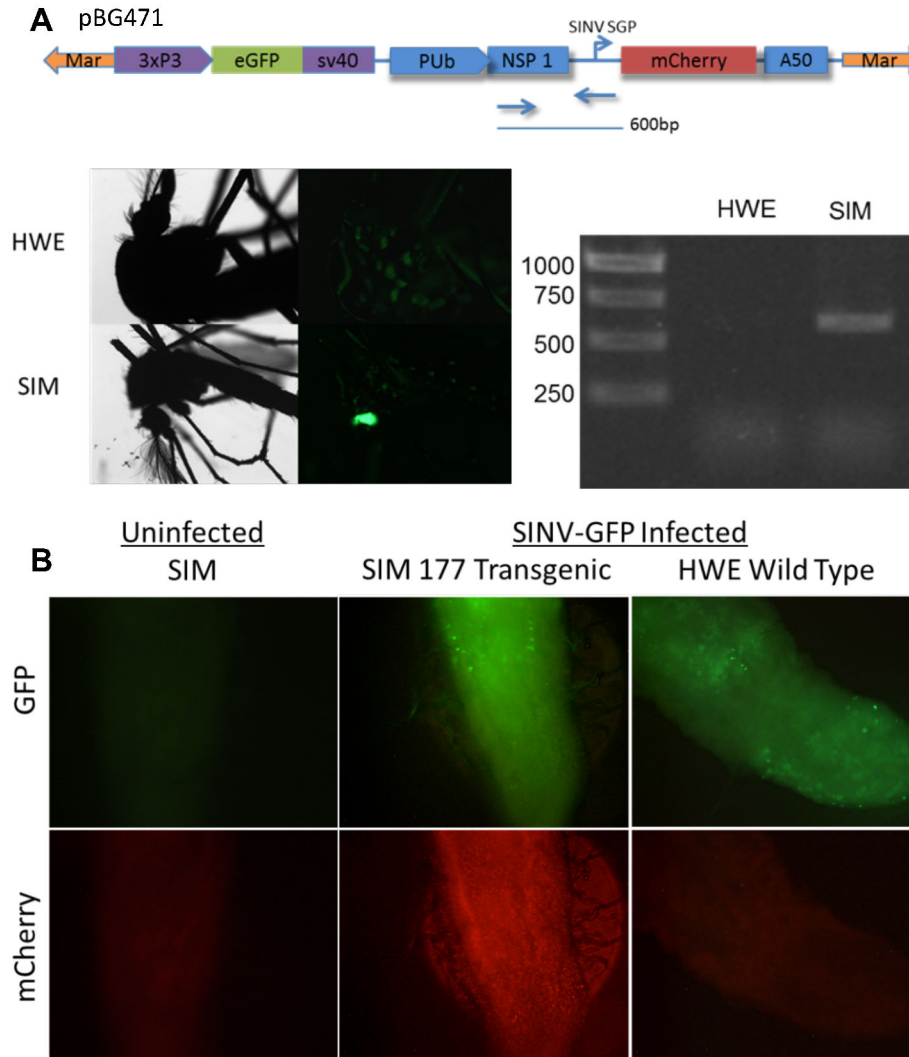 A pBG471
SINV SGP
Mar 3xP3 eGFP sv40 PUb NSP 1 mCherry A50 Mar
600bp
HWE SIM
HWE
1000
750
500
SIM
250
Uninfected SINV-GFP Infected
B SIM SIM 177 Transgenic HWE Wild Type
GFP
mCherry